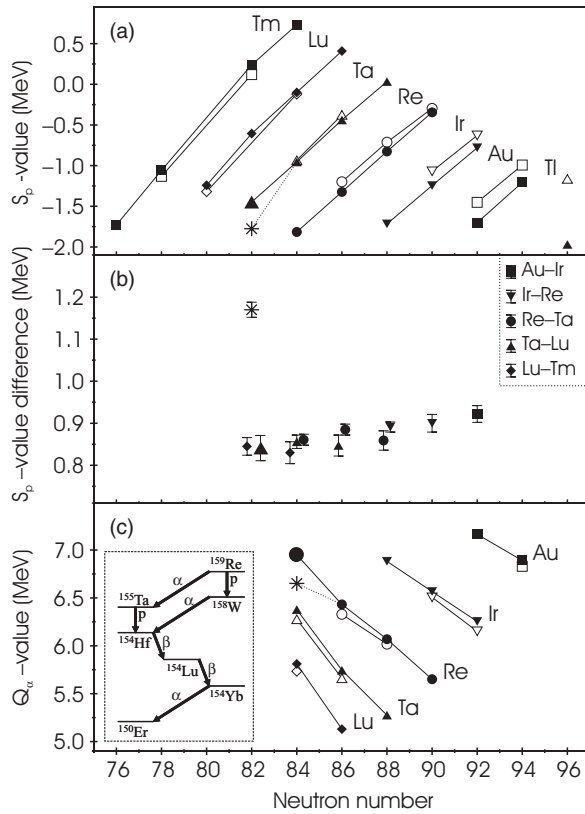 (a)
Tm
Lu
Ta
Re
Ir
Au
Tl
0.5
0.0
−0.5
−1.0
−1.5
−2.0
Sp -value (MeV)
(b)
1.2
1.1
1.0
0.9
0.8
Sp -value difference (MeV)
Au–Ir
Ir–Re
Re–Ta
Ta–Lu
Lu–Tm
(c)
7.0
6.5
6.0
5.5
5.0
Qα -value (MeV)
159Re
α
p
155Ta
158W
p
α
154Hf
β
154Lu
β
154Yb
α
150Er
Au
Ir
Re
Ta
Lu
76 78 80 82 84 86 88 90 92 94 96
Neutron number